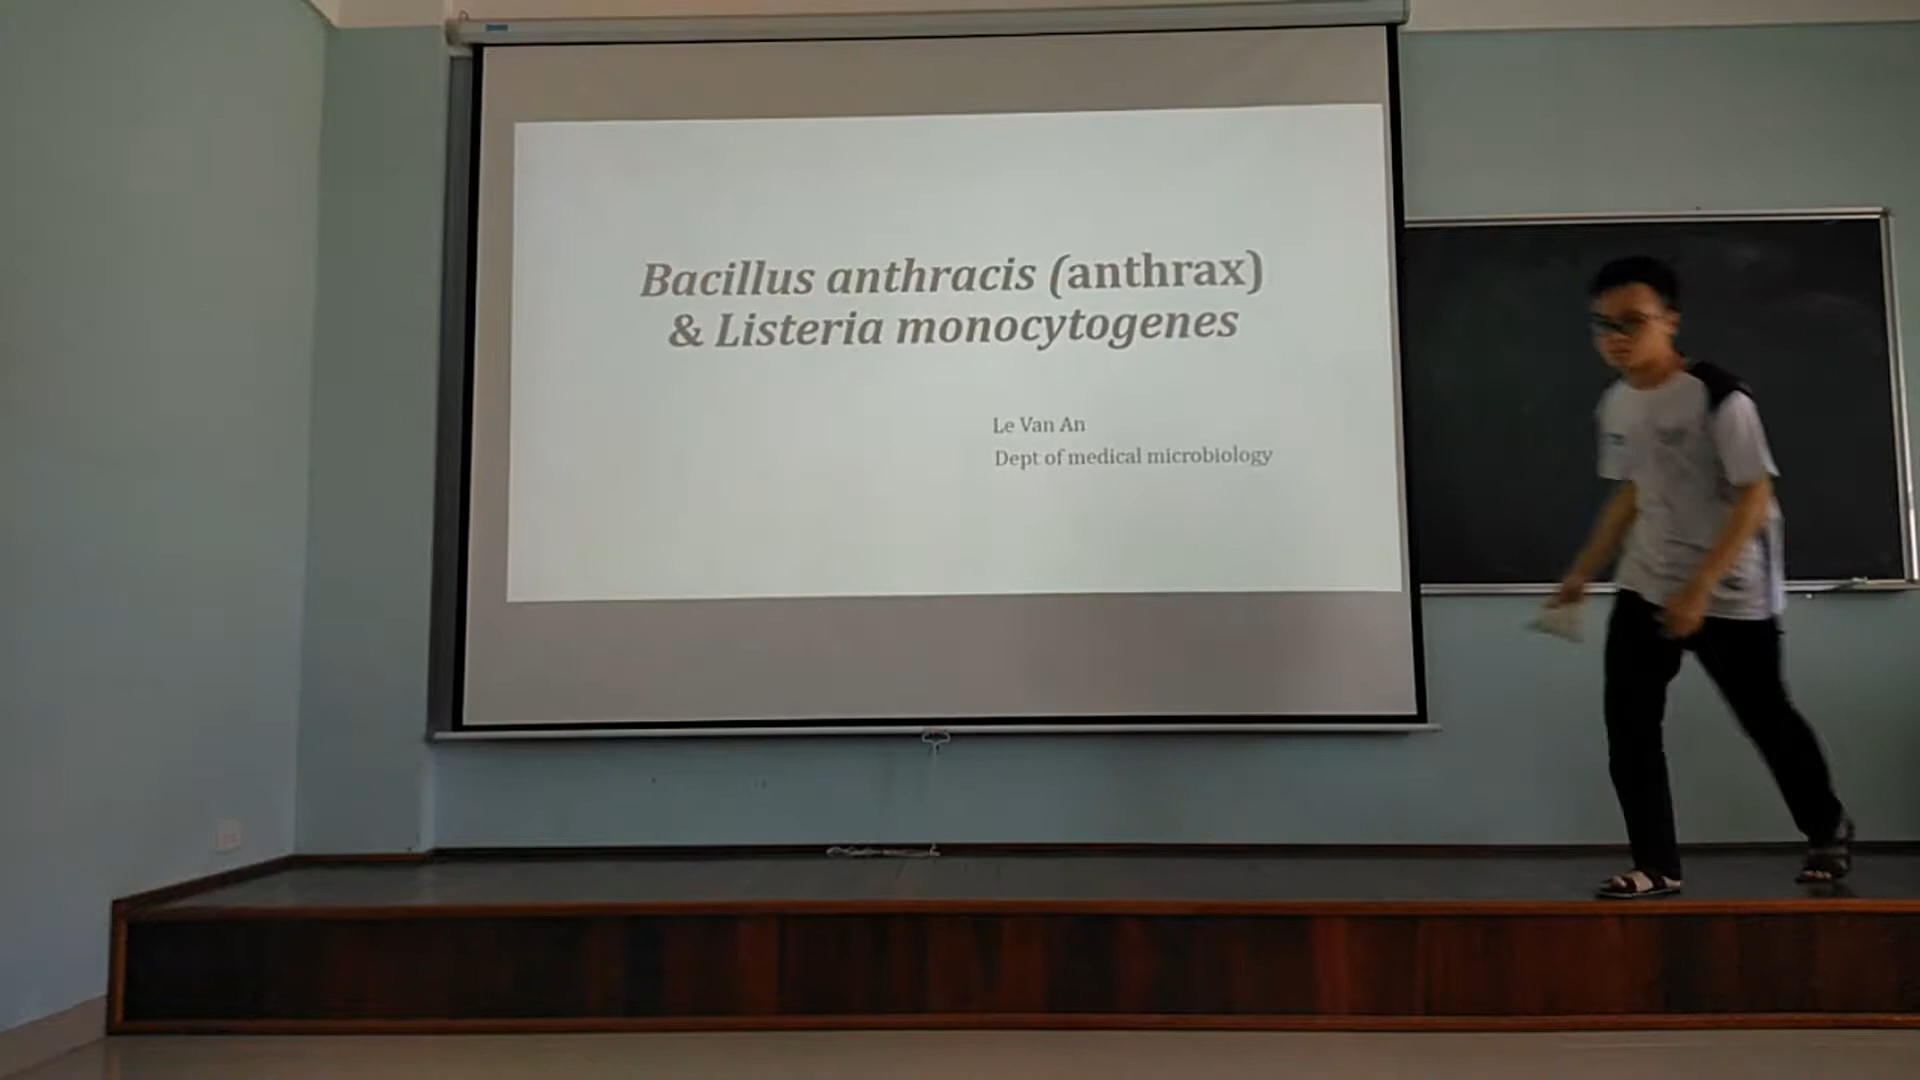 Bacillus anthracis (anthrax)
& Listeria monocytogenes
Le Van An
Dept of medical microbiology